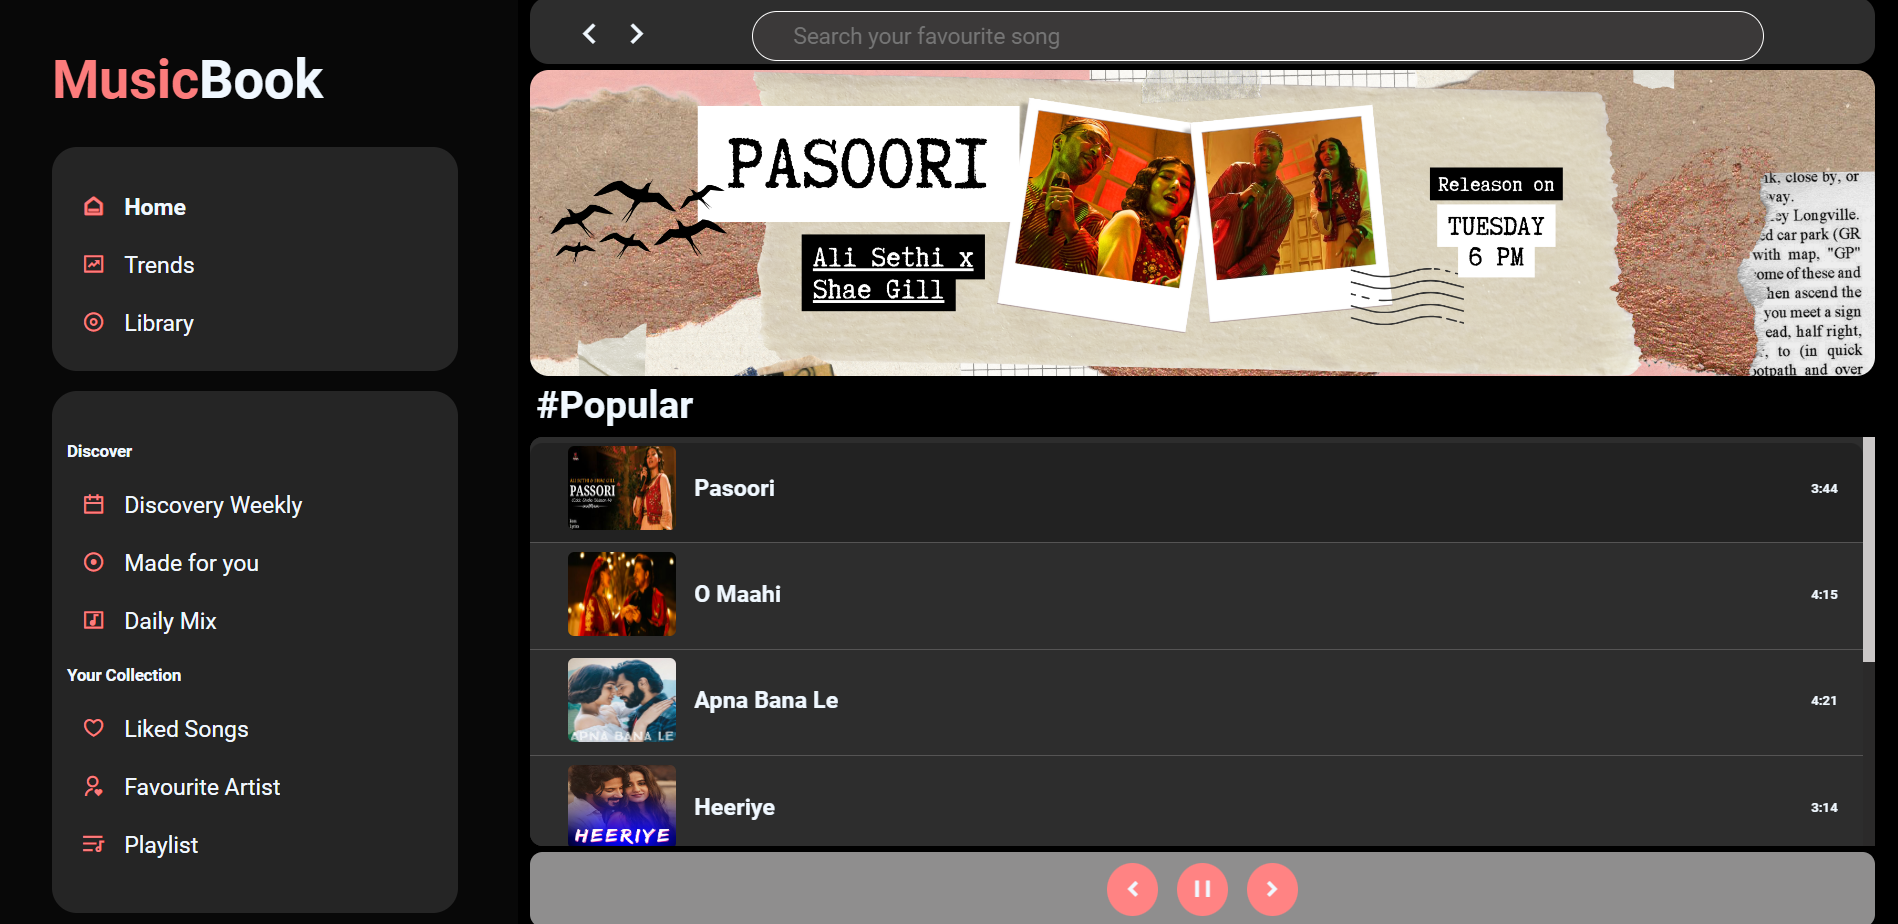 MusicBook
Home
Trends
Library
Discover
Discovery Weekly
Made for you
Daily Mix
Your Collection
Liked Songs
Favourite Artist
Playlist
Search your favourite song
PASOORI
Ali Sethi x
Shae Gill
Releason on
TUESDAY
6 PM
close by, or
way.
Longville.
car park (GR
with map, "GP"
ome of these and
hen ascend the
you meet a sign
ead, half right,
to (in quick
otpath and over
#Popular
PASSORI
Pasoori
3:44
O Maahi
4:15
APNA BANA LE
Apna Bana Le
4:21
HEERIYE
Heeriye
3:14